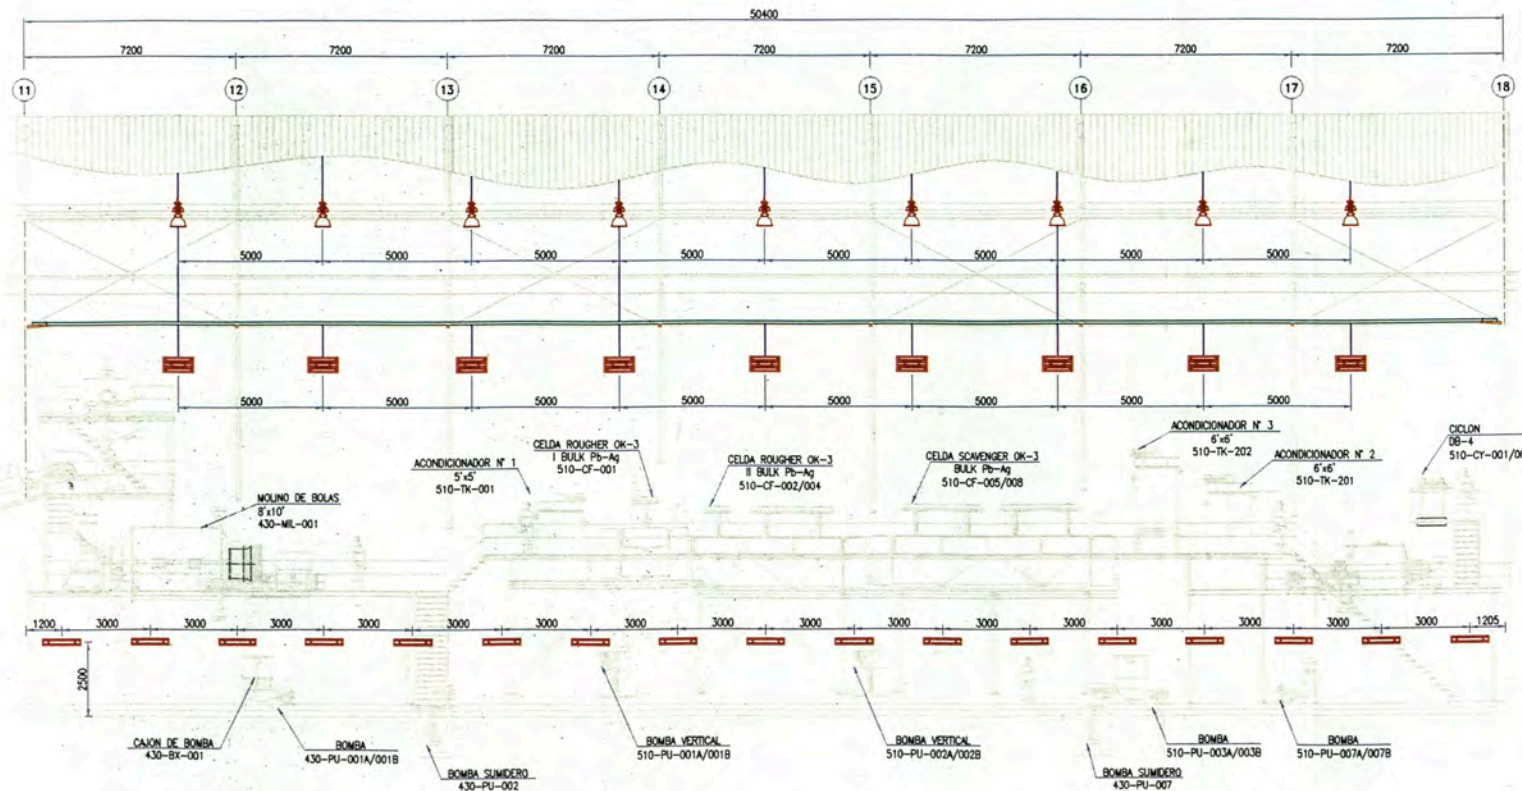 50400
7200 7200 7200 7200 7200 7200 7200
11 12 13 14 15 16 17 18
5000 5000 5000 5000 5000 5000 5000 5000
5000 5000 5000 5000 5000 5000 5000 5000
MOLINO DE BOLAS
8'x10'
430-MIL-001
ACONDICIONADOR N° 1
5'x5'
510-TK-001
CELDA ROUGHER OK-3
I BULK Pb-Ag
510-CF-001
CELDA ROUGHER OK-3
II BULK Pb-Ag
510-CF-002/004
CELDA SCAVENGER OK-3
BULK Pb-Ag
510-CF-005/008
ACONDICIONADOR N° 3
6'x6'
510-TK-202
ACONDICIONADOR N° 2
6'x6'
510-TK-201
CICLON
DB-4
510-CY-001/00
1200 3000 3000 3000 3000 3000 3000 3000 3000 3000 3000 3000 3000 3000 3000 3000 3000 1205
2500
CAJON DE BOMBA
430-BX-001
BOMBA
430-PU-001A/001B
BOMBA SUMIDERO
430-PU-002
BOMBA VERTICAL
510-PU-001A/001B
BOMBA VERTICAL
510-PU-002A/002B
BOMBA SUMIDERO
430-PU-007
BOMBA
510-PU-003A/003B
BOMBA
510-PU-007A/007B